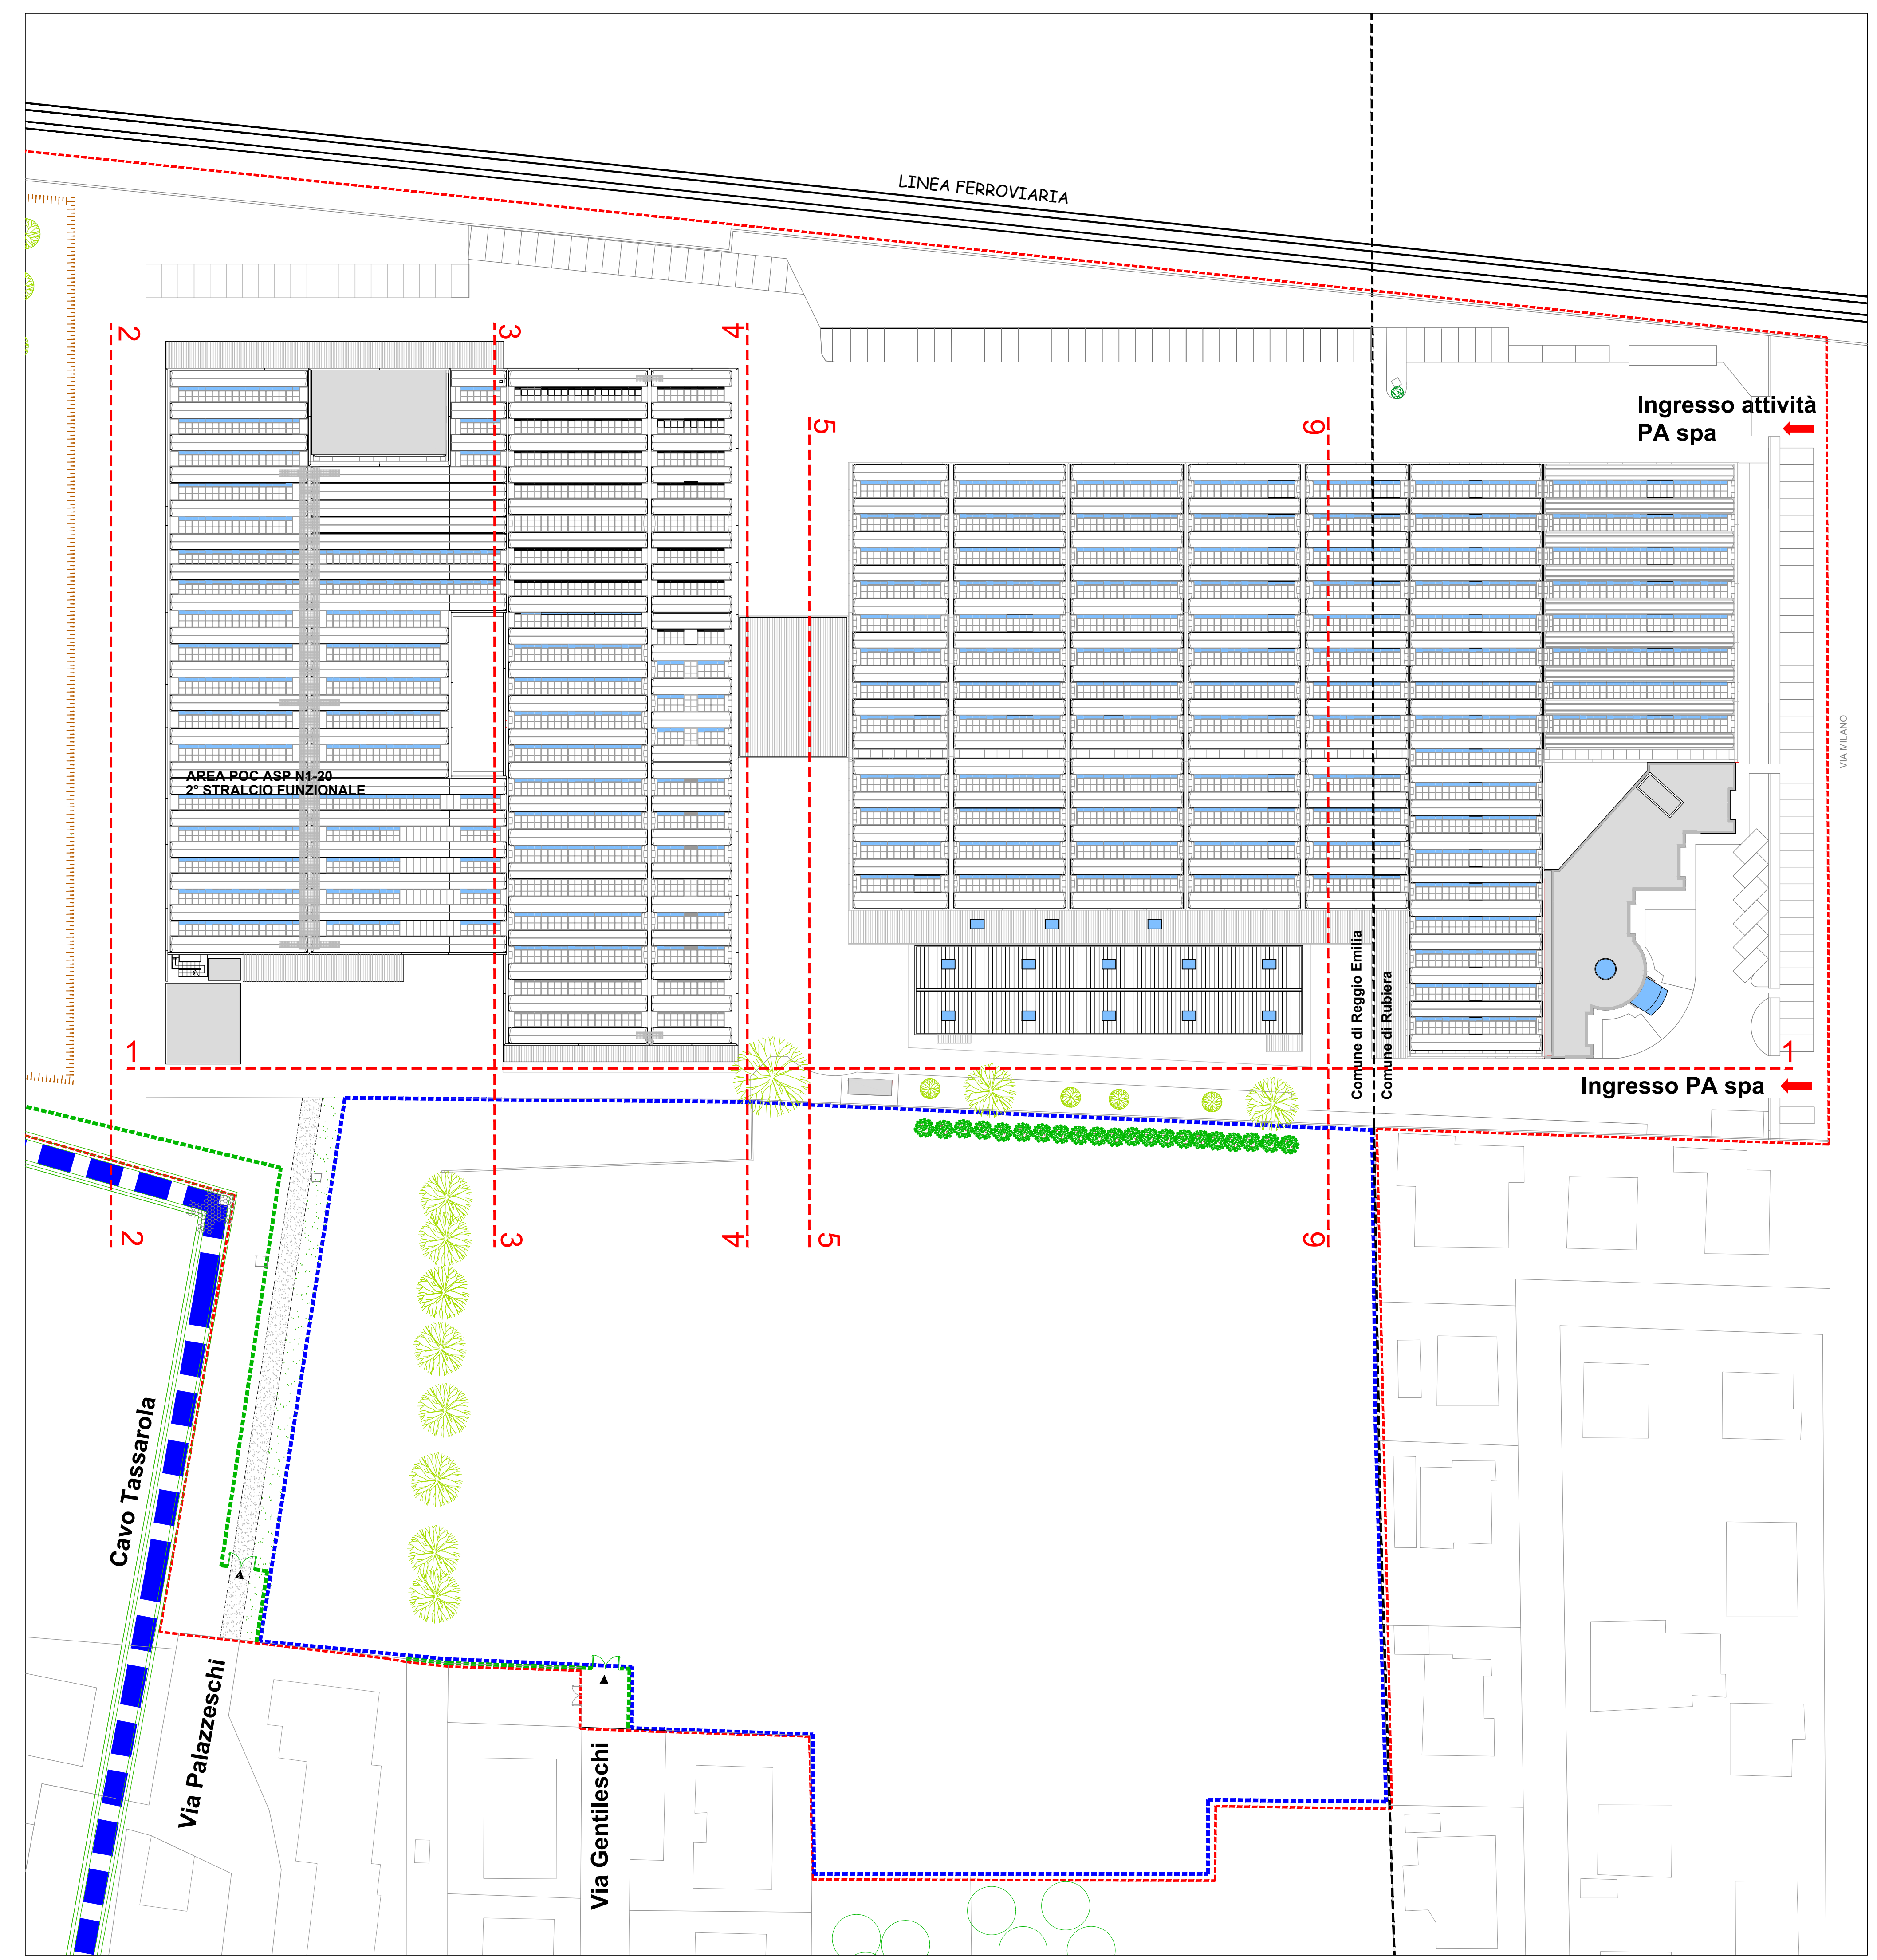 LINEA FERROVIARIA
2
3
4
5
6
Ingresso attività
PA spa
VIA MILANO
AREA POC ASP N1-20
2° STRALCIO FUNZIONALE
Comune di Reggio Emilia
Comune di Rubiera
1
1
Ingresso PA spa
2
3
4
5
6
Cavo Tassarola
Via Palazzeschi
Via Gentileschi